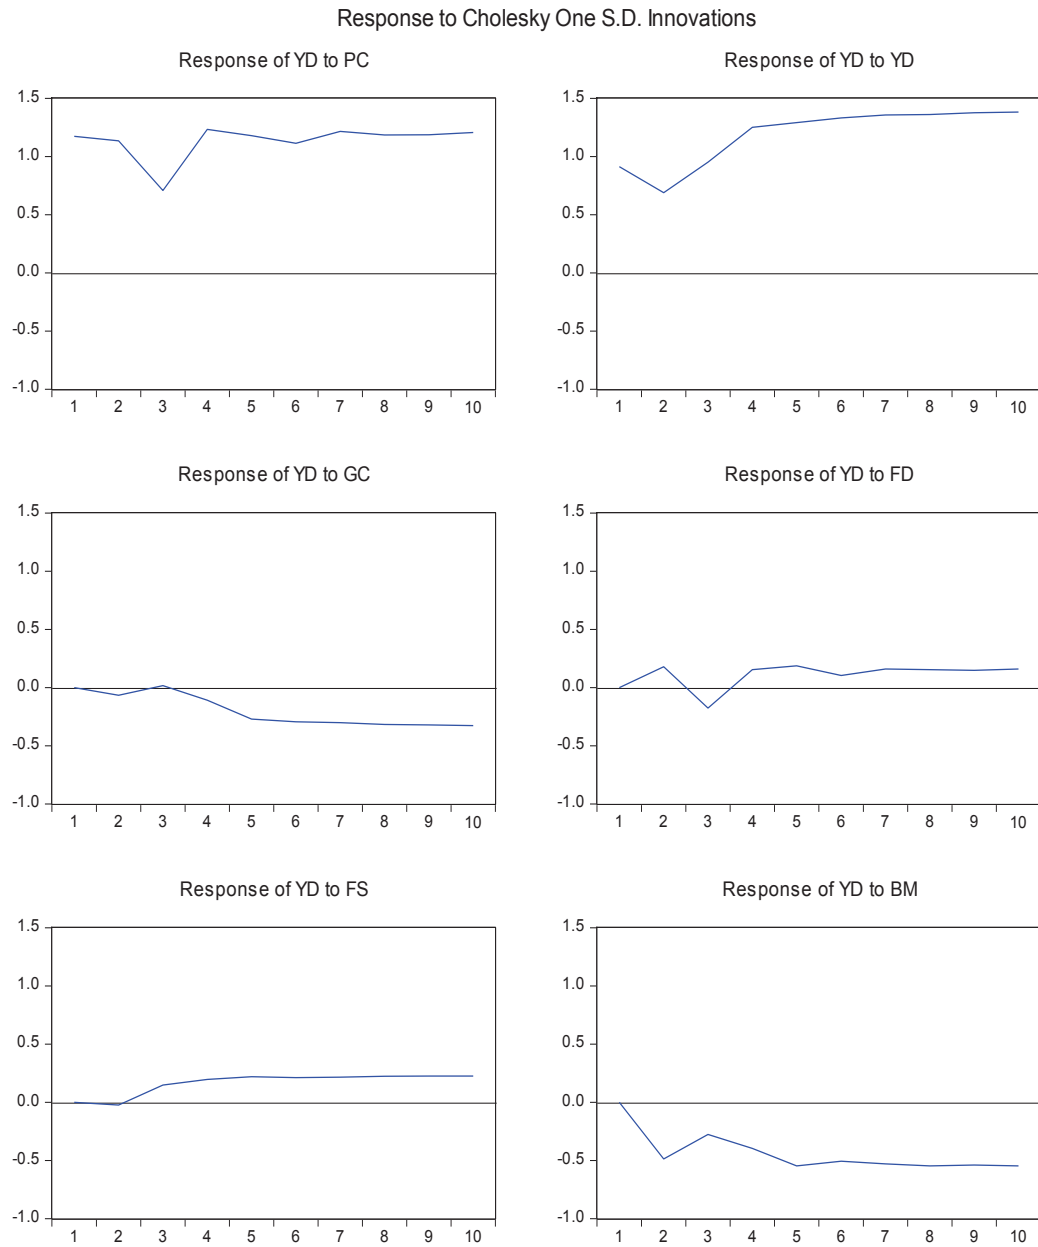 Response to Cholesky One S.D. Innovations
Response of YD to PC
1.5
1.0
0.5
0.0
-0.5
-1.0
1 2 3 4 5 6 7 8 9 10
Response of YD to YD
1.5
1.0
0.5
0.0
-0.5
-1.0
1 2 3 4 5 6 7 8 9 10
Response of YD to GC
1.5
1.0
0.5
0.0
-0.5
-1.0
1 2 3 4 5 6 7 8 9 10
Response of YD to FD
1.5
1.0
0.5
0.0
-0.5
-1.0
1 2 3 4 5 6 7 8 9 10
Response of YD to FS
1.5
1.0
0.5
0.0
-0.5
-1.0
1 2 3 4 5 6 7 8 9 10
Response of YD to BM
1.5
1.0
0.5
0.0
-0.5
-1.0
1 2 3 4 5 6 7 8 9 10